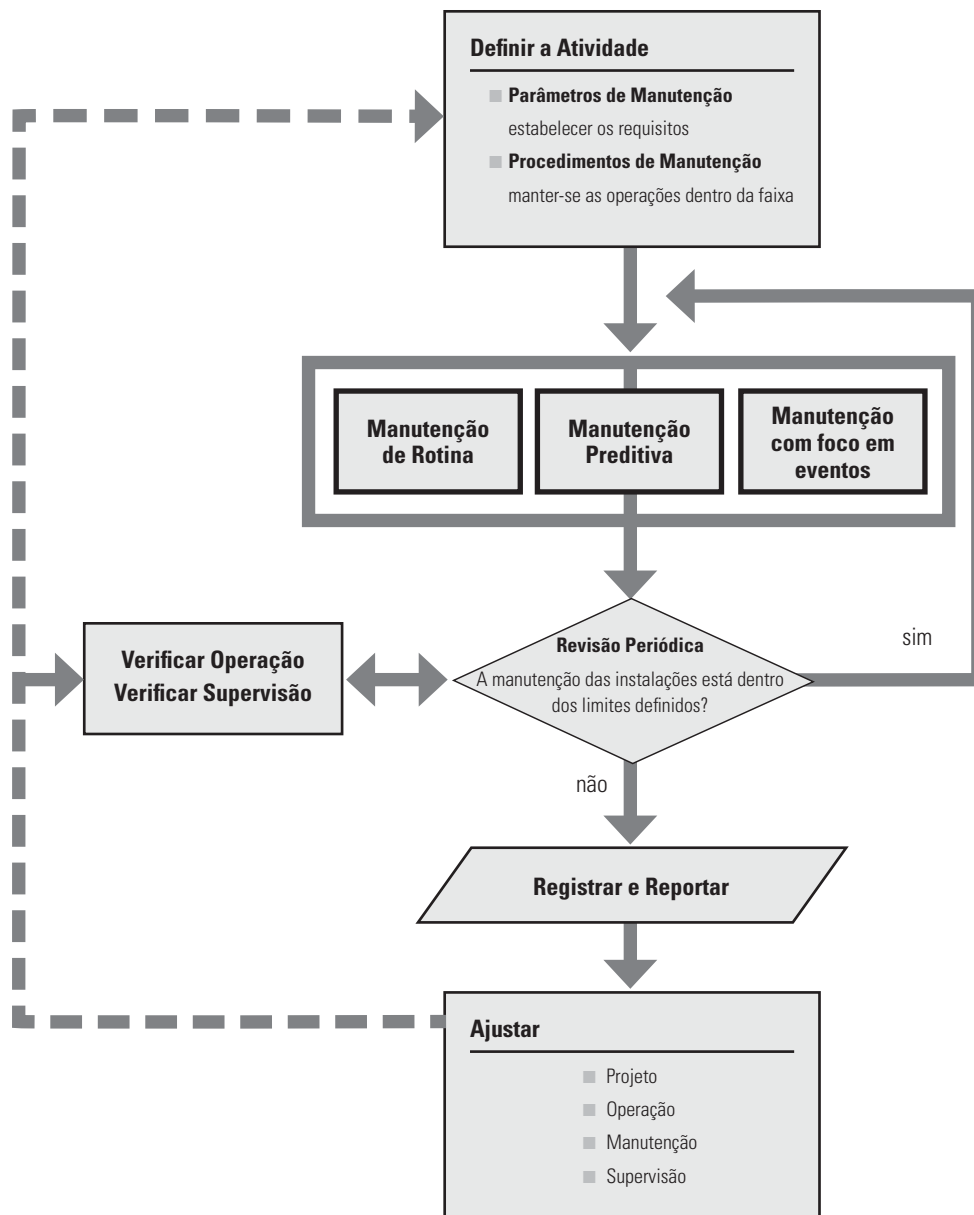 Definir a Atividade
Parâmetros de Manutenção
estabelecer os requisitos
Procedimentos de Manutenção
manter-se as operações dentro da faixa
Manutenção
de Rotina
Manutenção
Preditiva
Manutenção
com foco em
eventos
Verificar Operação
Verificar Supervisão
Revisão Periódica
A manutenção das instalações está dentro
dos limites definidos?
sim
não
Registrar e Reportar
Ajustar
Projeto
Operação
Manutenção
Supervisão